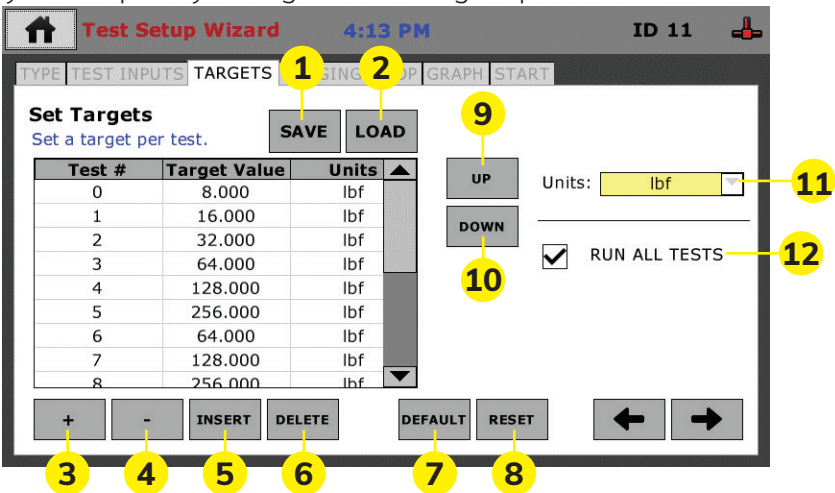 Test Setup Wizard 4:13 PM ID 11
TYPE TEST INPUTS TARGETS GRAPH START
1 2
Set Targets
Set a target per test.
SAVE LOAD
9
Test # Target Value Units
0 8.000 lbf
1 16.000 lbf
2 32.000 lbf
3 64.000 lbf
4 128.000 lbf
5 256.000 lbf
6 64.000 lbf
7 128.000 lbf
8 256.000 lbf
UP
DOWN
10
Units: lbf 11
RUN ALL TESTS 12
+ - INSERT DELETE DEFAULT RESET
3 4 5 6 7 8